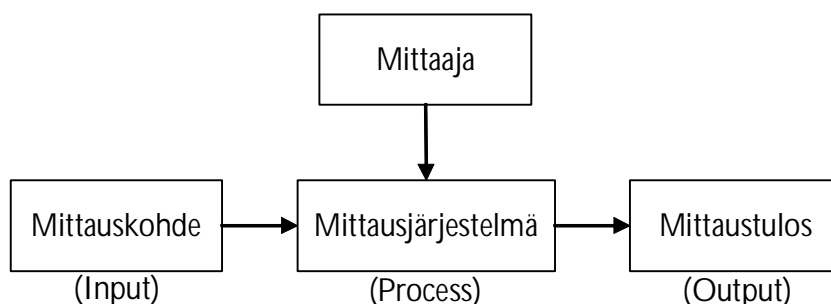 Mittaaja
Mittauskohde
(Input)
Mittausjärjestelmä
(Process)
Mittaustulos
(Output)